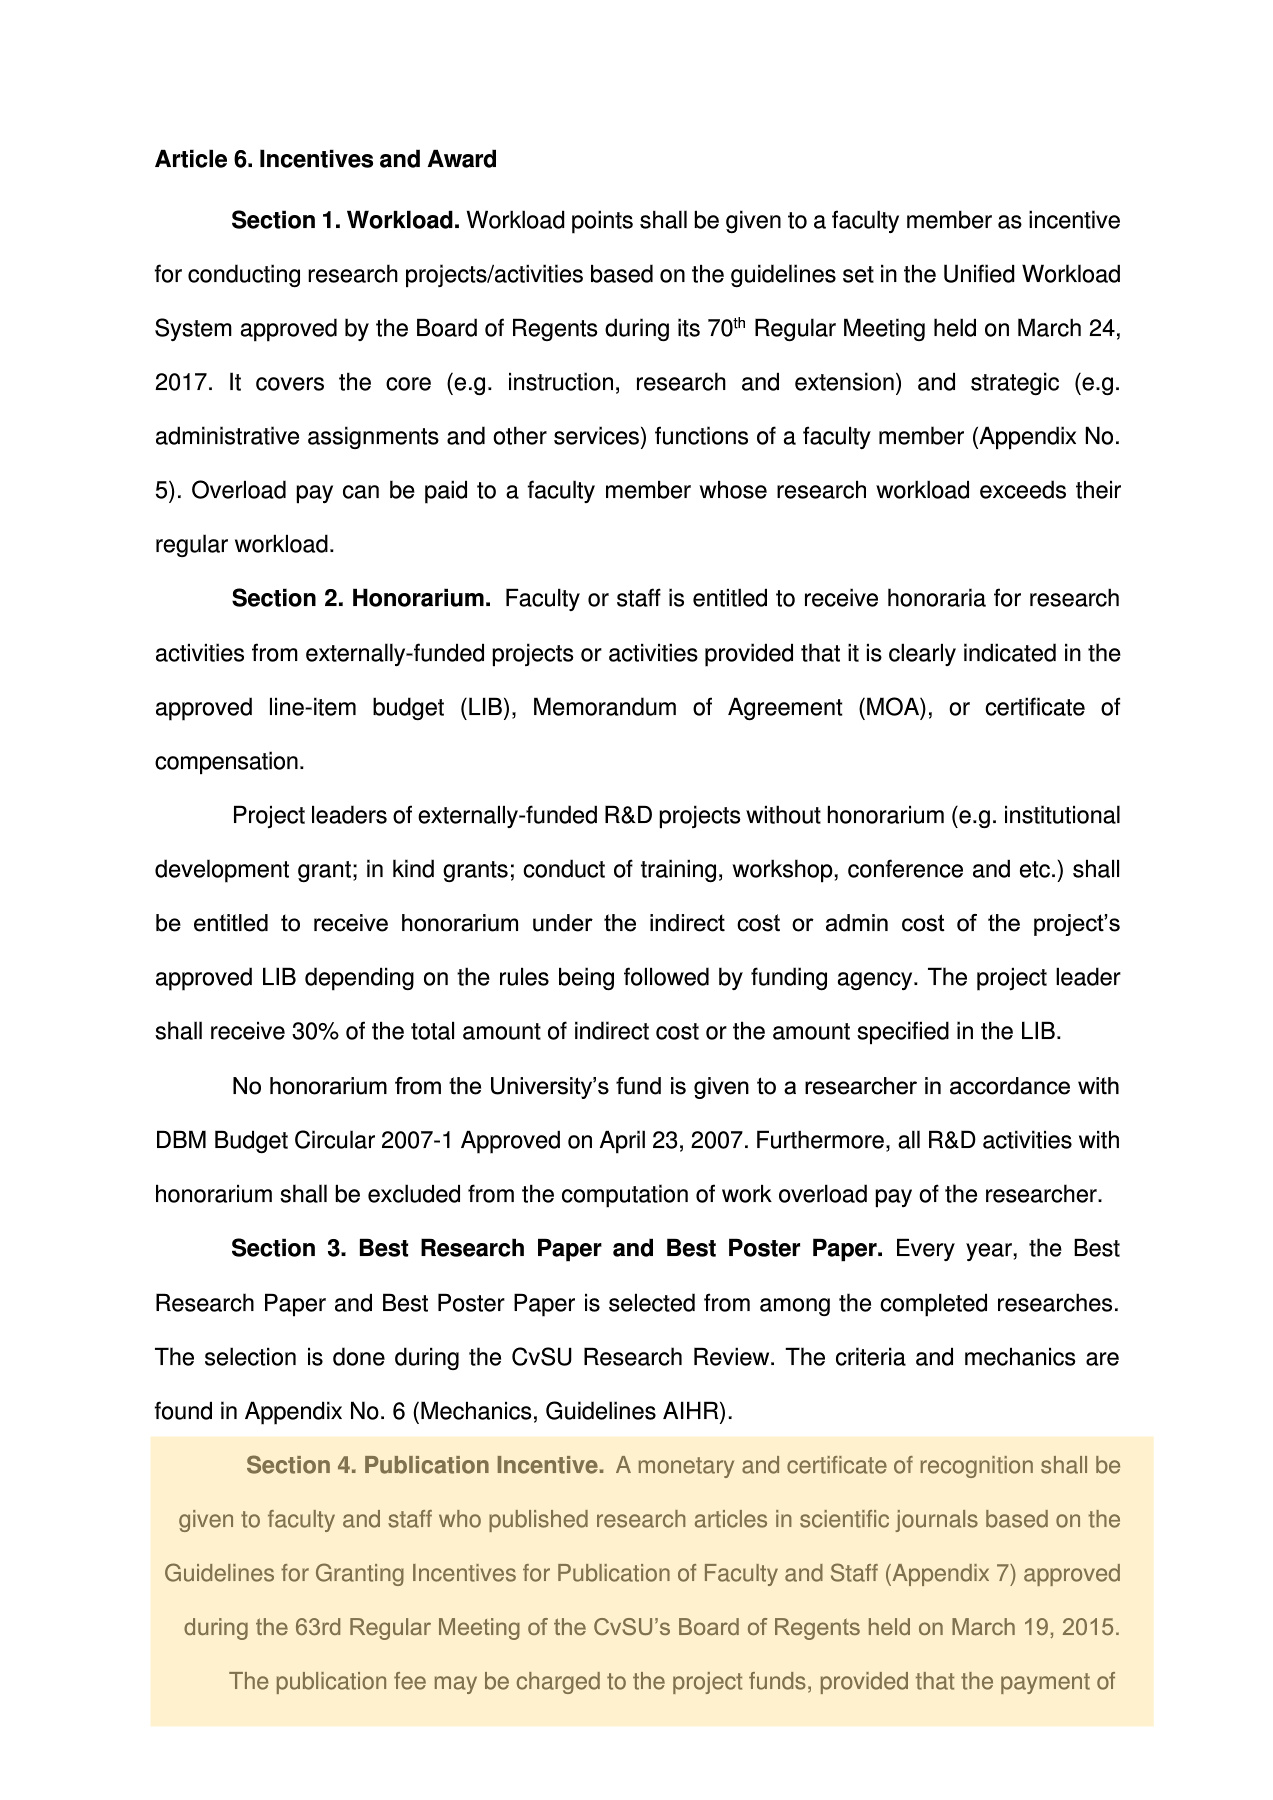 Article 6. Incentives and Award
Section 1. Workload. Workload points shall be given to a faculty member as incentive
for conducting research projects/activities based on the guidelines set in the Unified Workload
System approved by the Board of Regents during its 70th Regular Meeting held on March 24,
2017. It covers the core (e.g. instruction, research and extension) and strategic (e.g.
administrative assignments and other services) functions of a faculty member (Appendix No.
5). Overload pay can be paid to a faculty member whose research workload exceeds their
regular workload.
Section 2. Honorarium. Faculty or staff is entitled to receive honoraria for research
activities from externally-funded projects or activities provided that it is clearly indicated in the
approved line-item budget (LIB), Memorandum of Agreement (MOA), or certificate of
compensation.
Project leaders of externally-funded R&D projects without honorarium (e.g. institutional
development grant; in kind grants; conduct of training, workshop, conference and etc.) shall
be entitled to receive honorarium under the indirect cost or admin cost of the project’s
approved LIB depending on the rules being followed by funding agency. The project leader
shall receive 30% of the total amount of indirect cost or the amount specified in the LIB.
No honorarium from the University’s fund is given to a researcher in accordance with
DBM Budget Circular 2007-1 Approved on April 23, 2007. Furthermore, all R&D activities with
honorarium shall be excluded from the computation of work overload pay of the researcher.
Section 3. Best Research Paper and Best Poster Paper. Every year, the Best
Research Paper and Best Poster Paper is selected from among the completed researches.
The selection is done during the CvSU Research Review. The criteria and mechanics are
found in Appendix No. 6 (Mechanics, Guidelines AIHR).
Section 4. Publication Incentive. A monetary and certificate of recognition shall be
given to faculty and staff who published research articles in scientific journals based on the
Guidelines for Granting Incentives for Publication of Faculty and Staff (Appendix 7) approved
during the 63rd Regular Meeting of the CvSU’s Board of Regents held on March 19, 2015.
The publication fee may be charged to the project funds, provided that the payment of